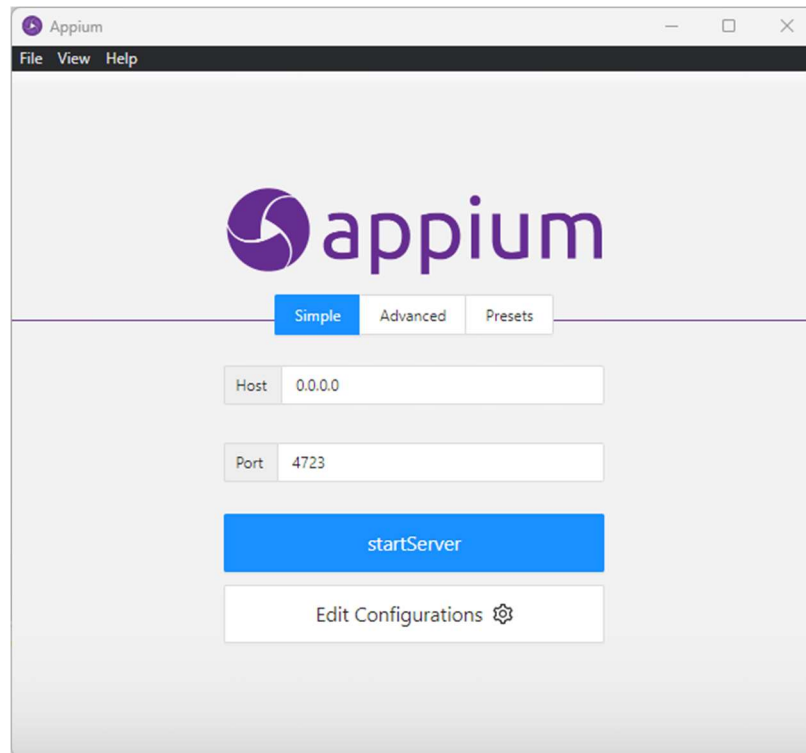 Appium
File View Help
appium
Simple Advanced Presets
Host 0.0.0.0
Port 4723
startServer
Edit Configurations